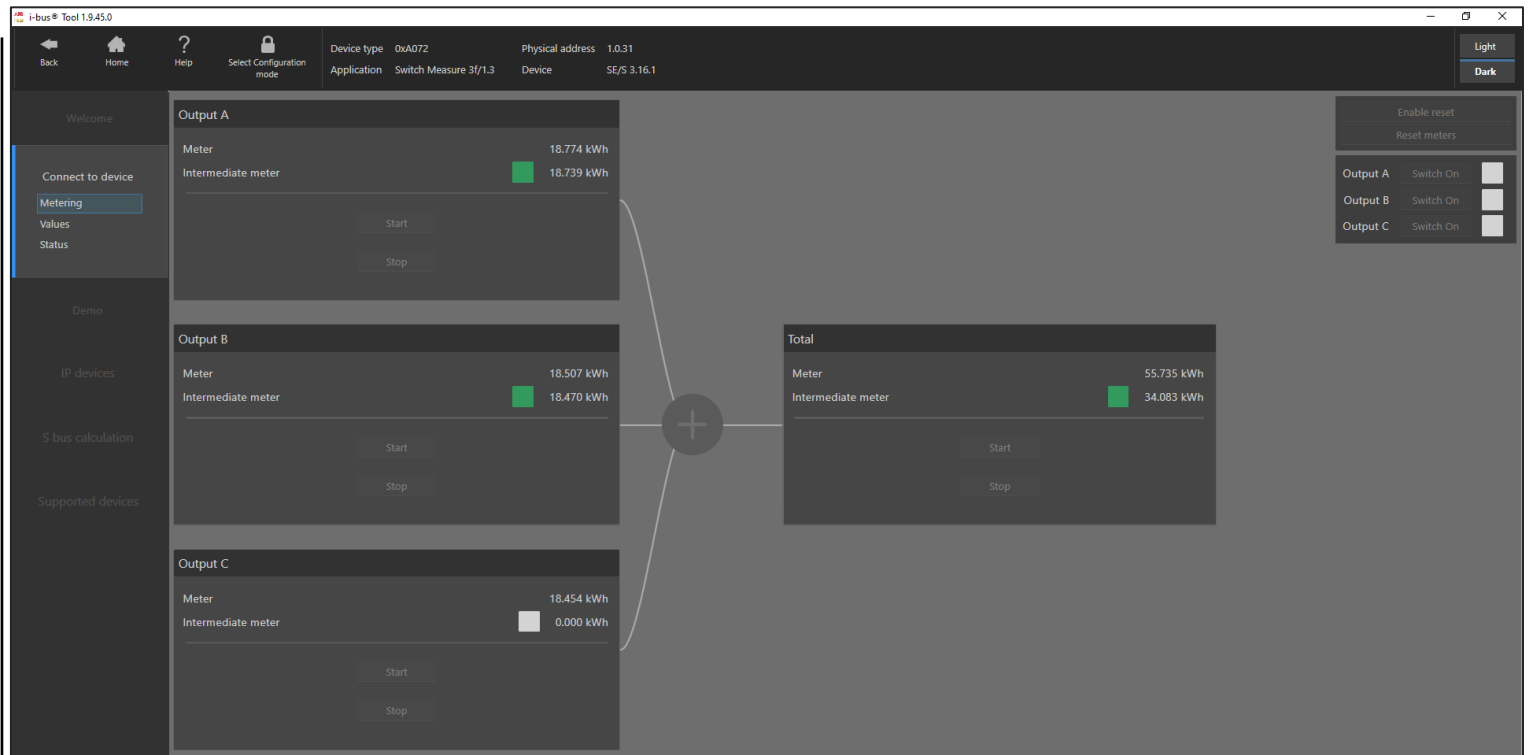 i-bus® Tool 1.9.45.0
Back
Home
Help
Select Configuration
mode
Device type 0xA072
Physical address 1.0.31
Application Switch Measure 3f/1.3
Device SE/S 3.16.1
Light
Dark
Welcome
Connect to device
Metering
Values
Status
Demo
IP devices
S bus calculation
Supported devices
Output A
Meter 18.774 kWh
Intermediate meter 18.739 kWh
Start
Stop
Output B
Meter 18.507 kWh
Intermediate meter 18.470 kWh
Start
Stop
Output C
Meter 18.454 kWh
Intermediate meter 0.000 kWh
Start
Stop
Total
Meter 55.735 kWh
Intermediate meter 34.083 kWh
Start
Stop
Enable reset
Reset meters
Output A Switch On
Output B Switch On
Output C Switch On